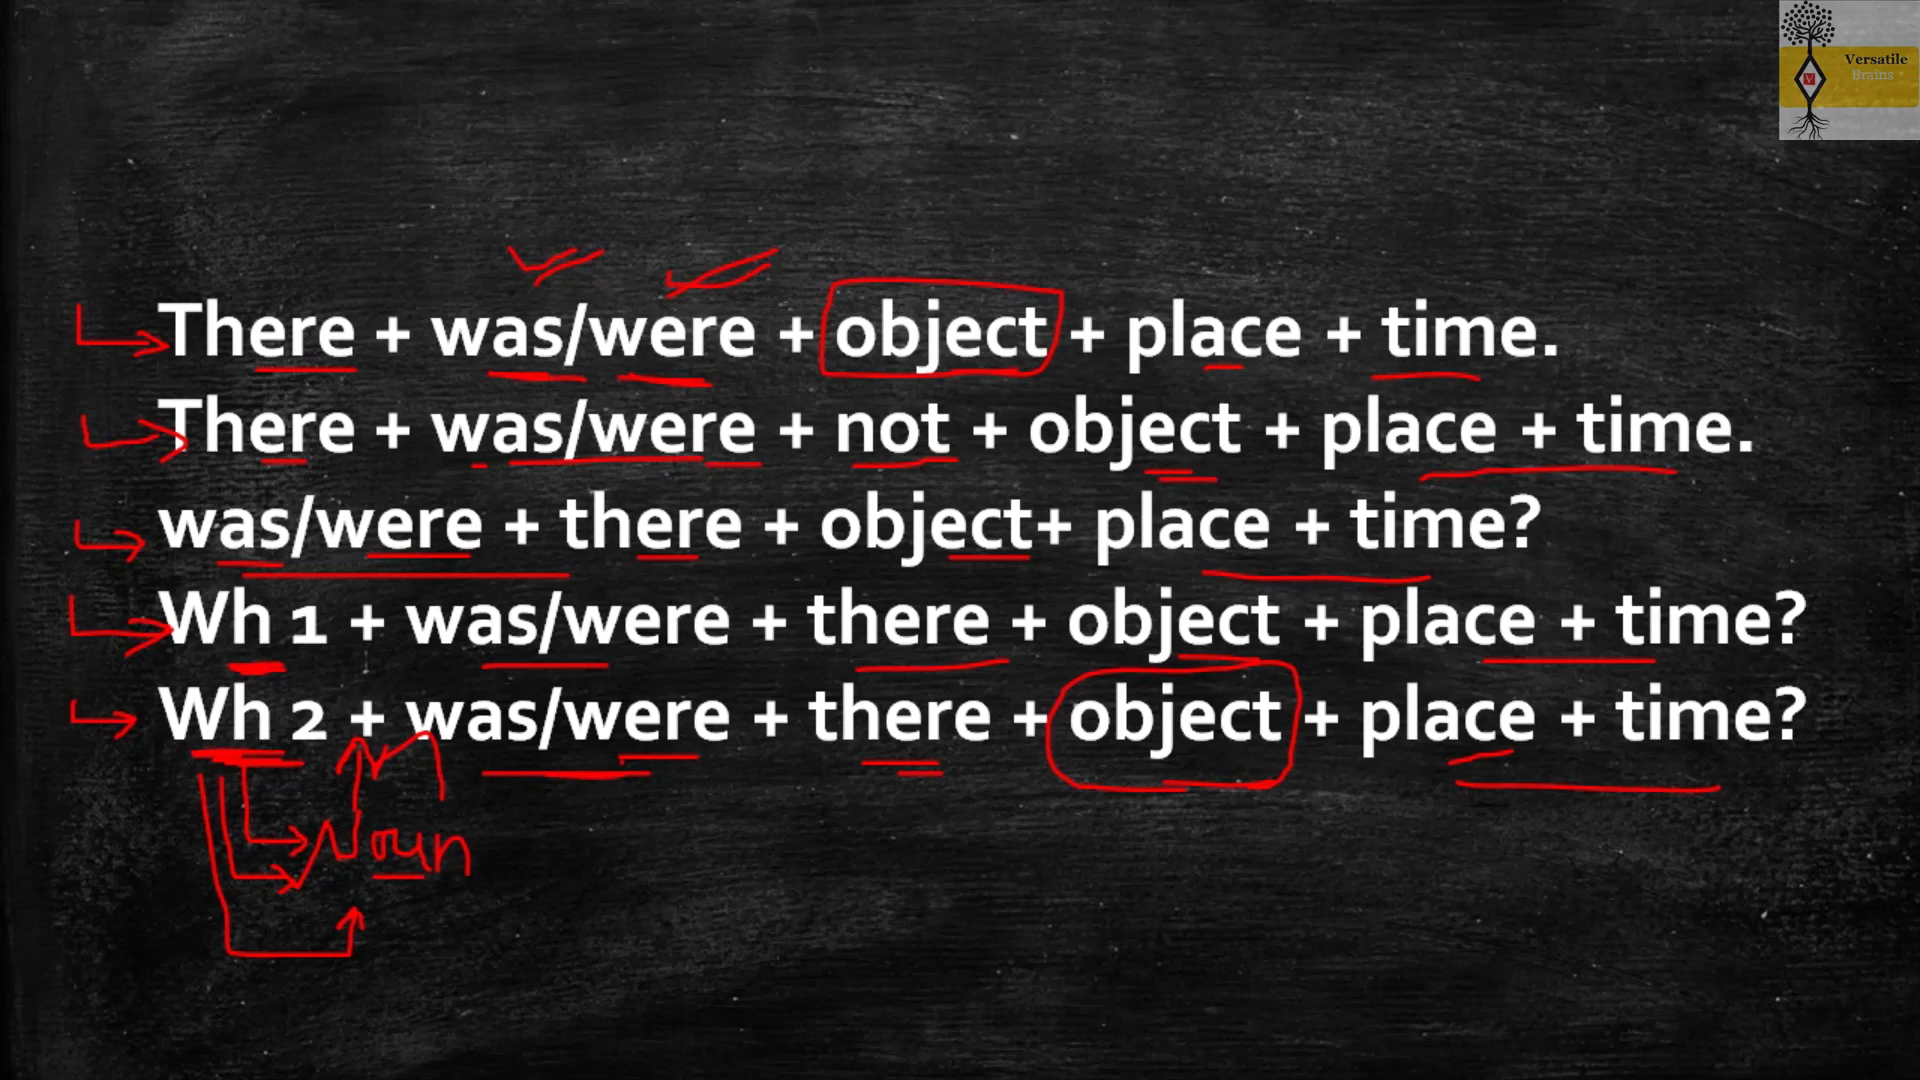 Versatile
Brains
There + was/were + object + place + time.
There + was/were + not + object + place + time.
was/were + there + object+ place + time?
Wh 1 + was/were + there + object + place + time?
Wh 2 + was/were + there + object + place + time?
Noun